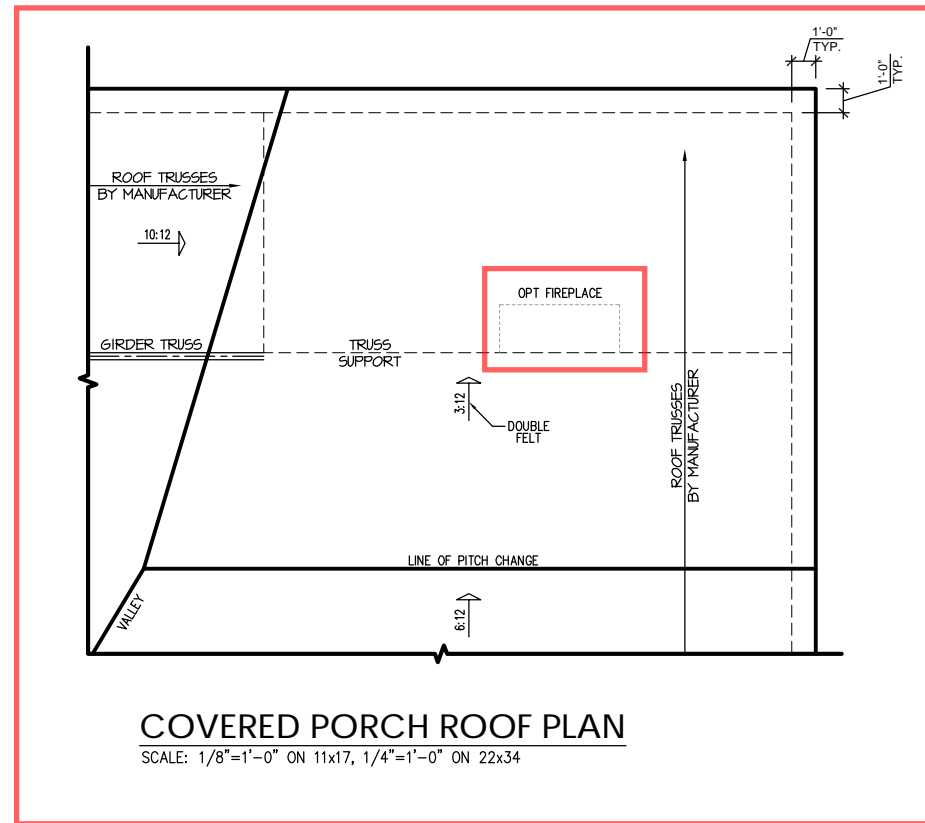 1'-0"
TYP.
1'-0"
TYP.
ROOF TRUSSES
BY MANUFACTURER
10:12
OPT FIREPLACE
GIRDER TRUSS
TRUSS
SUPPORT
3:12
DOUBLE
FELT
ROOF TRUSSES
BY MANUFACTURER
LINE OF PITCH CHANGE
VALLEY
6:12
COVERED PORCH ROOF PLAN
SCALE: 1/8"=1'-0" ON 11x17, 1/4"=1'-0" ON 22x34